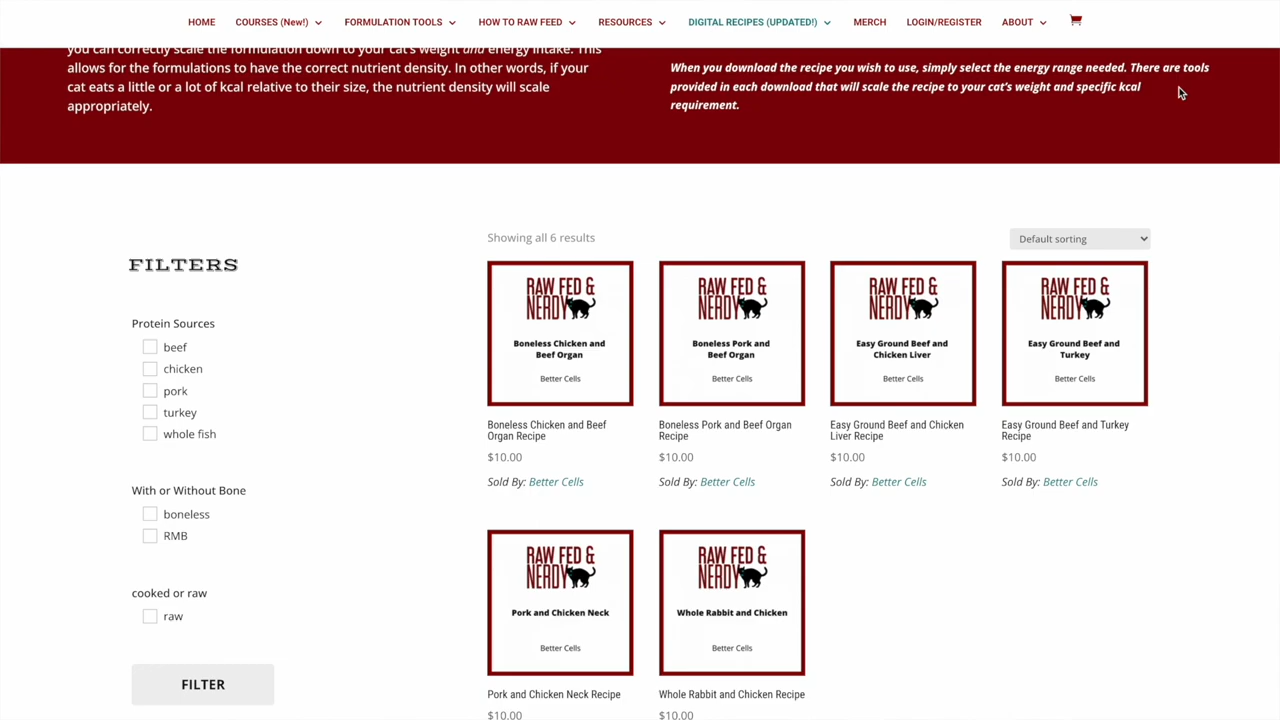 HOME COURSES (New!) FORMULATION TOOLS HOW TO RAW FEED RESOURCES DIGITAL RECIPES (UPDATED!) MERCH LOGIN/REGISTER ABOUT
you can correctly scale the formulation down to your cat's weight and energy intake. This
allows for the formulations to have the correct nutrient density. In other words, if your
cat eats a little or a lot of kcal relative to their size, the nutrient density will scale
appropriately.
When you download the recipe you wish to use, simply select the energy range needed. There are tools
provided in each download that will scale the recipe to your cat's weight and specific kcal
requirement.
FILTERS
Protein Sources
beef
chicken
pork
turkey
whole fish
With or Without Bone
boneless
RMB
cooked or raw
raw
FILTER
Showing all 6 results
Default sorting
RAW FED &
NERDY
Boneless Chicken and
Beef Organ
Better Cells
Boneless Chicken and Beef
Organ Recipe
$10.00
Sold By: Better Cells
RAW FED &
NERDY
Boneless Pork and
Beef Organ
Better Cells
Boneless Pork and Beef Organ
Recipe
$10.00
Sold By: Better Cells
RAW FED &
NERDY
Easy Ground Beef and
Chicken Liver
Better Cells
Easy Ground Beef and Chicken
Liver Recipe
$10.00
Sold By: Better Cells
RAW FED &
NERDY
Easy Ground Beef and
Turkey
Better Cells
Easy Ground Beef and Turkey
Recipe
$10.00
Sold By: Better Cells
RAW FED &
NERDY
Pork and Chicken Neck
Better Cells
Pork and Chicken Neck Recipe
$10.00
RAW FED &
NERDY
Whole Rabbit and Chicken
Better Cells
Whole Rabbit and Chicken Recipe
$10.00